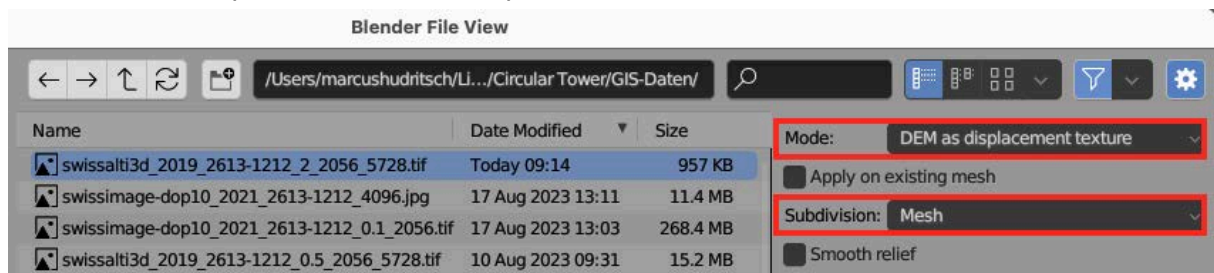 Blender File View
/Users/marcushudritsch/Li.../Circular Tower/GIS-Daten/
Name Date Modified Size
swissalti3d_2019_2613-1212_2_2056_5728.tif Today 09:14 957 KB
swissimage-dop10_2021_2613-1212_4096.jpg 17 Aug 2023 13:11 11.4 MB
swissimage-dop10_2021_2613-1212_0.1_2056.tif 17 Aug 2023 13:03 268.4 MB
swissalti3d_2019_2613-1212_0.5_2056_5728.tif 10 Aug 2023 09:31 15.2 MB
Mode: DEM as displacement texture
Apply on existing mesh
Subdivision: Mesh
Smooth relief